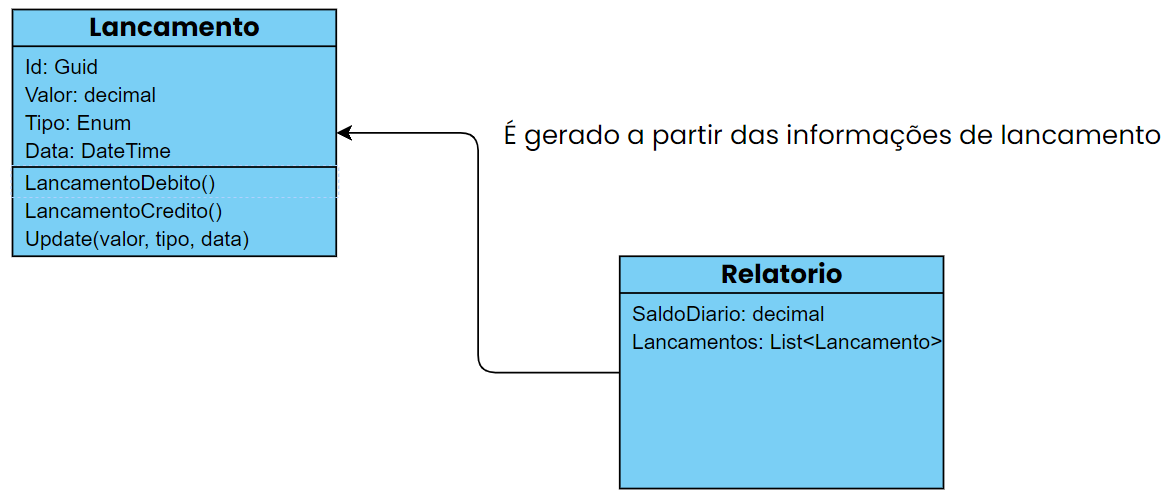 Lancamento
Id: Guid
Valor: decimal
Tipo: Enum
Data: DateTime
LancamentoDebito()
LancamentoCredito()
Update(valor, tipo, data)
É gerado a partir das informações de lancamento
Relatorio
SaldoDiario: decimal
Lancamentos: List<Lancamento>